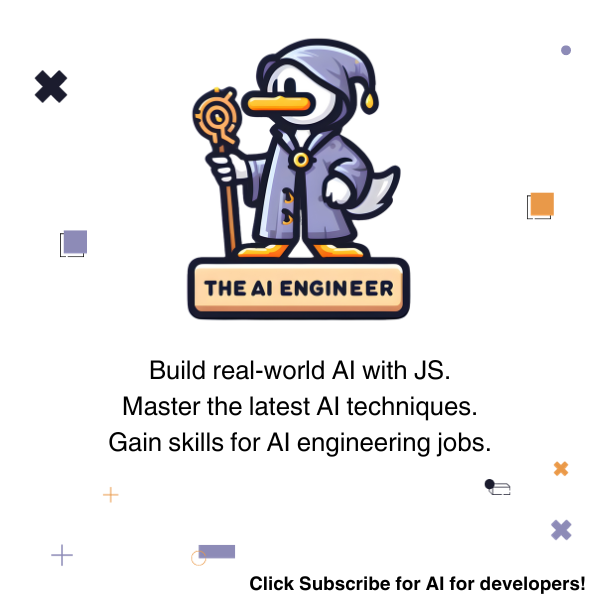 THE AI ENGINEER
Build real-world AI with JS.
Master the latest AI techniques.
Gain skills for AI engineering jobs.
Click Subscribe for AI for developers!